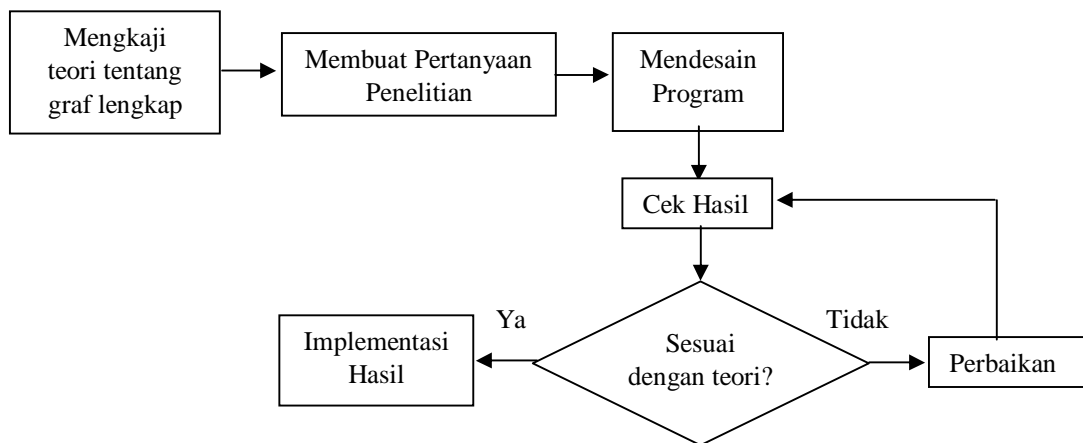 Mengkaji
teori tentang
graf lengkap
Membuat Pertanyaan
Penelitian
Mendesain
Program
Cek Hasil
Sesuai
dengan teori?
Ya
Tidak
Implementasi
Hasil
Perbaikan